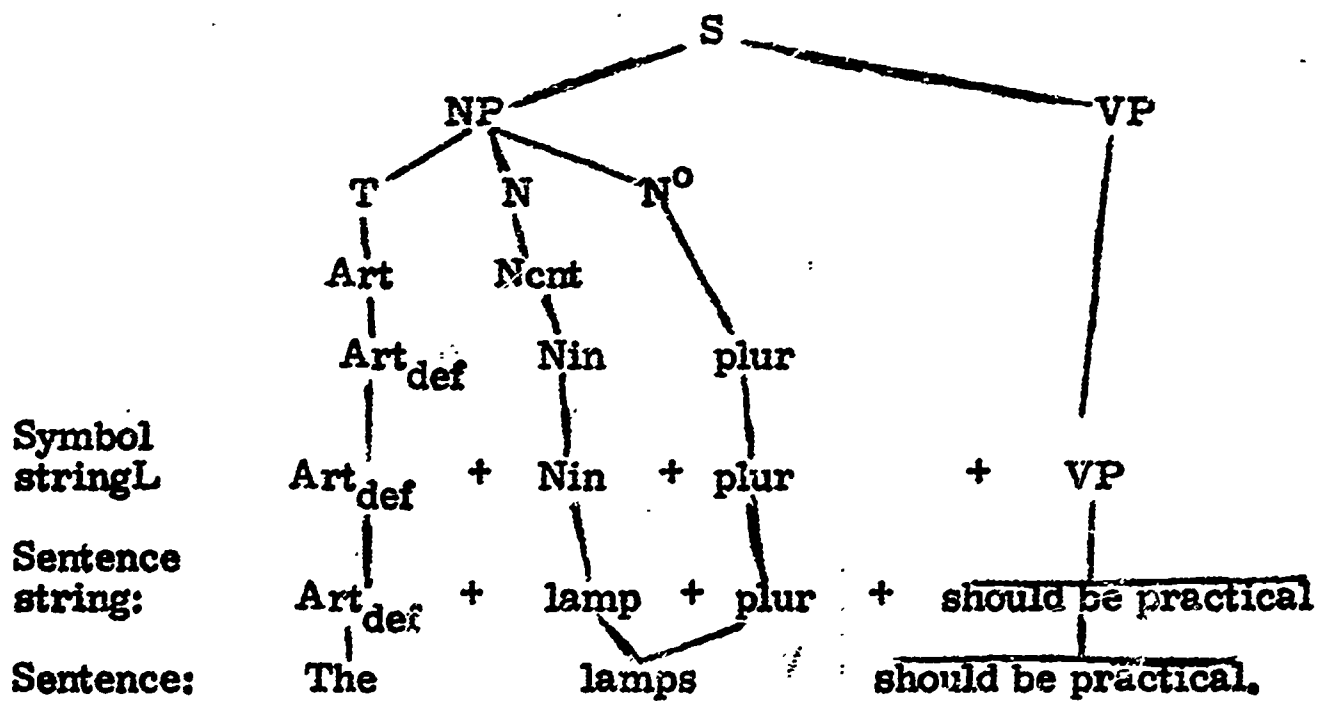 S
NP VP
T N N°
Art Ncnt
Art def Nin plur
Symbol
stringL Art def + Nin + plur + VP
Sentence
string: Art def + lamp + plur + should be practical
Sentence: The lamps should be practical.